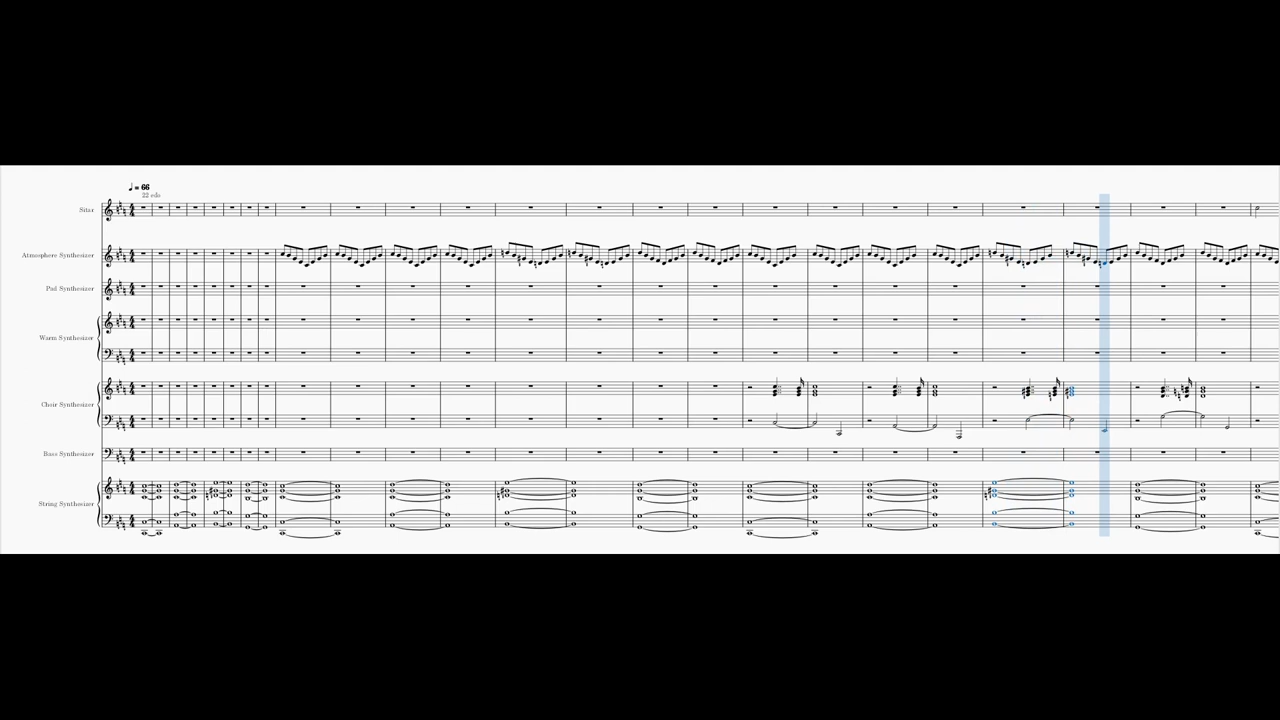 ♩ = 66
22 edo
Sitar
Atmosphere Synthesizer
Pad Synthesizer
Warm Synthesizer
Choir Synthesizer
Bass Synthesizer
String Synthesizer